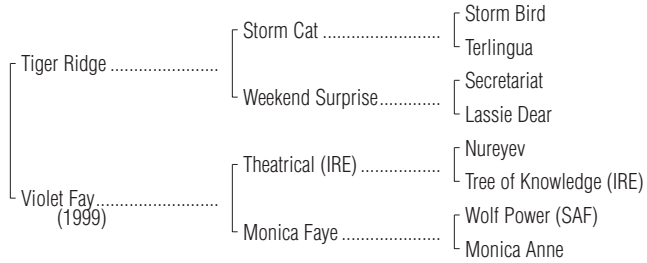 Storm Bird
Storm Cat ..........................
Terlingua
Tiger Ridge ........................
Secretariat
Weekend Surprise.............
Lassie Dear
Nureyev
Theatrical (IRE) .................
Tree of Knowledge (IRE)
Violet Fay...........................
(1999)
Wolf Power (SAF)
Monica Faye .....................
Monica Anne